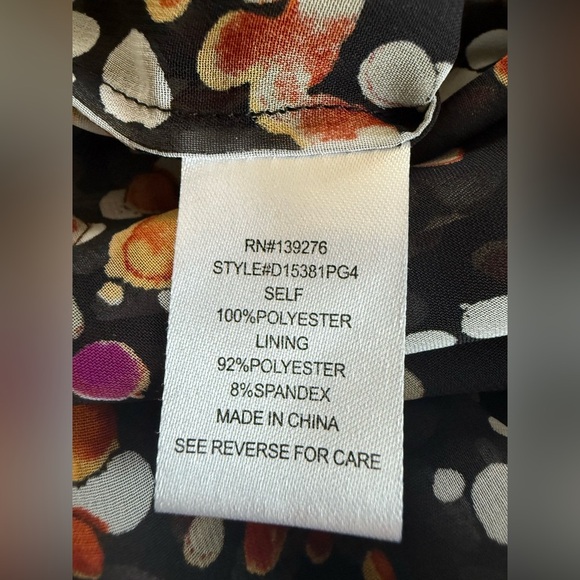 RN#139276
STYLE#D15381PG4
SELF
100%POLYESTER
LINING
92%POLYESTER
8%SPANDEX
MADE IN CHINA
SEE REVERSE FOR CARE